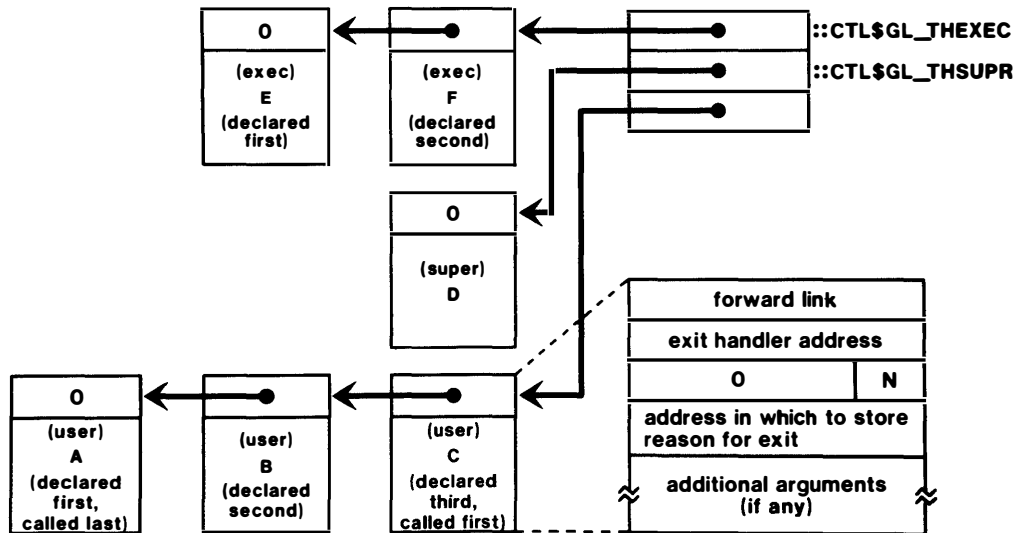 0
(exec)
E
(declared
first)
(exec)
F
(declared
second)
::CTL$GL_THEXEC
::CTL$GL_THSUPR
0
(super)
D
0
(user)
A
(declared
first,
called last)
(user)
B
(declared
second)
(user)
C
(declared
third,
called first)
forward link
exit handler address
0 N
address in which to store
reason for exit
additional arguments
(if any)